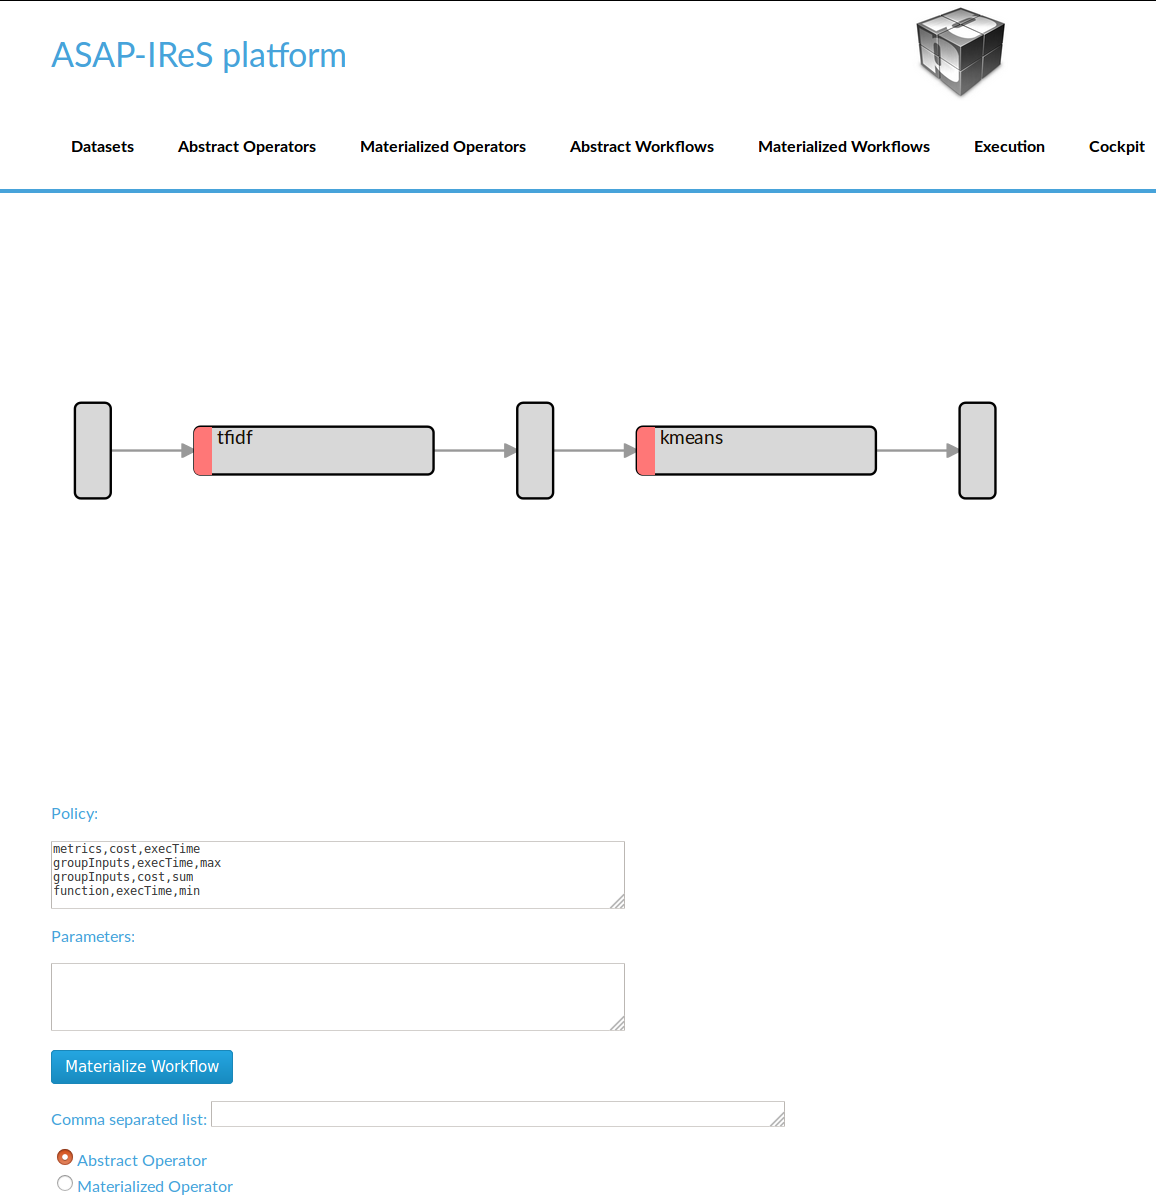 ASAP-IReS platform
Datasets Abstract Operators Materialized Operators Abstract Workflows Materialized Workflows Execution Cockpit
tfidf kmeans
Policy:
metrics,cost,execTime
groupInputs,execTime,max
groupInputs,cost,sum
function,execTime,min
Parameters:
Materialize Workflow
Comma separated list:
Abstract Operator
Materialized Operator